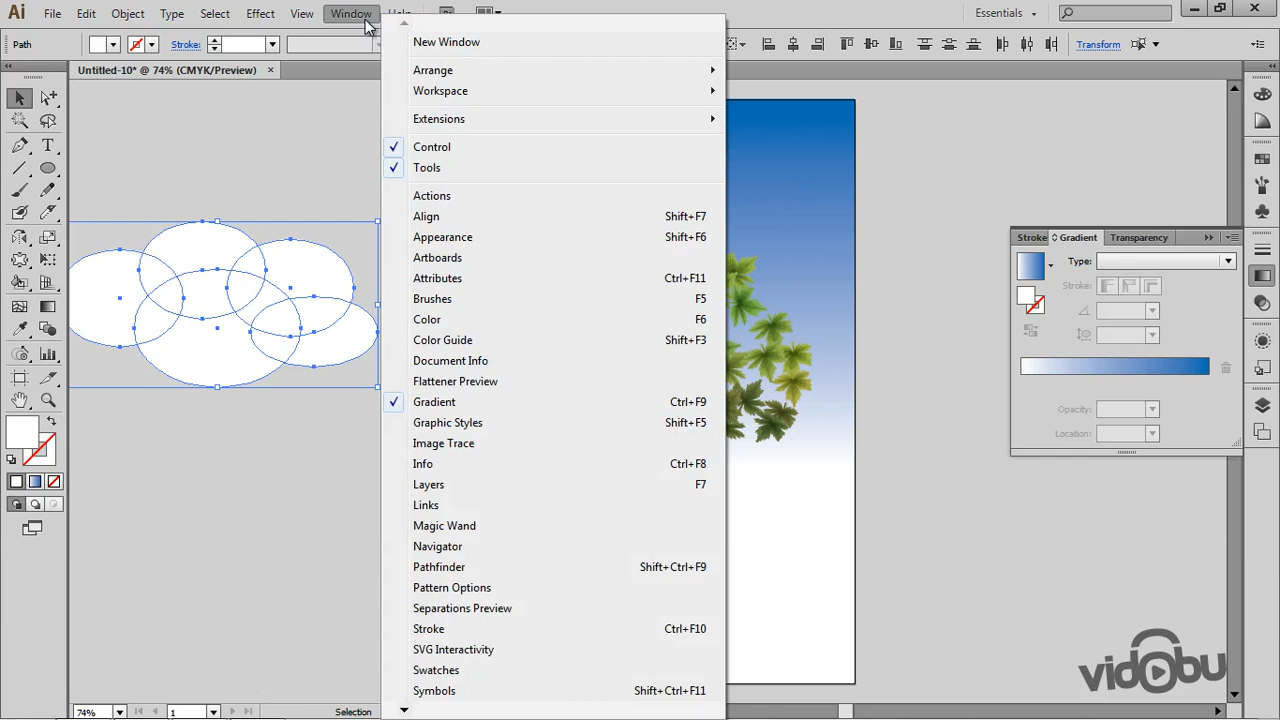 Ai File Edit Object Type Select Effect View Window Help Br Essentials
Path Stroke: Transform
Untitled-10* @ 74% (CMYK/Preview) ×
New Window
Arrange
Workspace
Extensions
Control
Tools
Actions
Align Shift+F7
Appearance Shift+F6
Artboards
Attributes Ctrl+F11
Brushes F5
Color F6
Color Guide Shift+F3
Document Info
Flattener Preview
Gradient Ctrl+F9
Graphic Styles Shift+F5
Image Trace
Info Ctrl+F8
Layers F7
Links
Magic Wand
Navigator
Pathfinder Shift+Ctrl+F9
Pattern Options
Separations Preview
Stroke Ctrl+F10
SVG Interactivity
Swatches
Symbols Shift+Ctrl+F11
Stroke Gradient Transparency
Type:
Stroke:
Opacity:
Location:
vidobu
74% 1 Selection